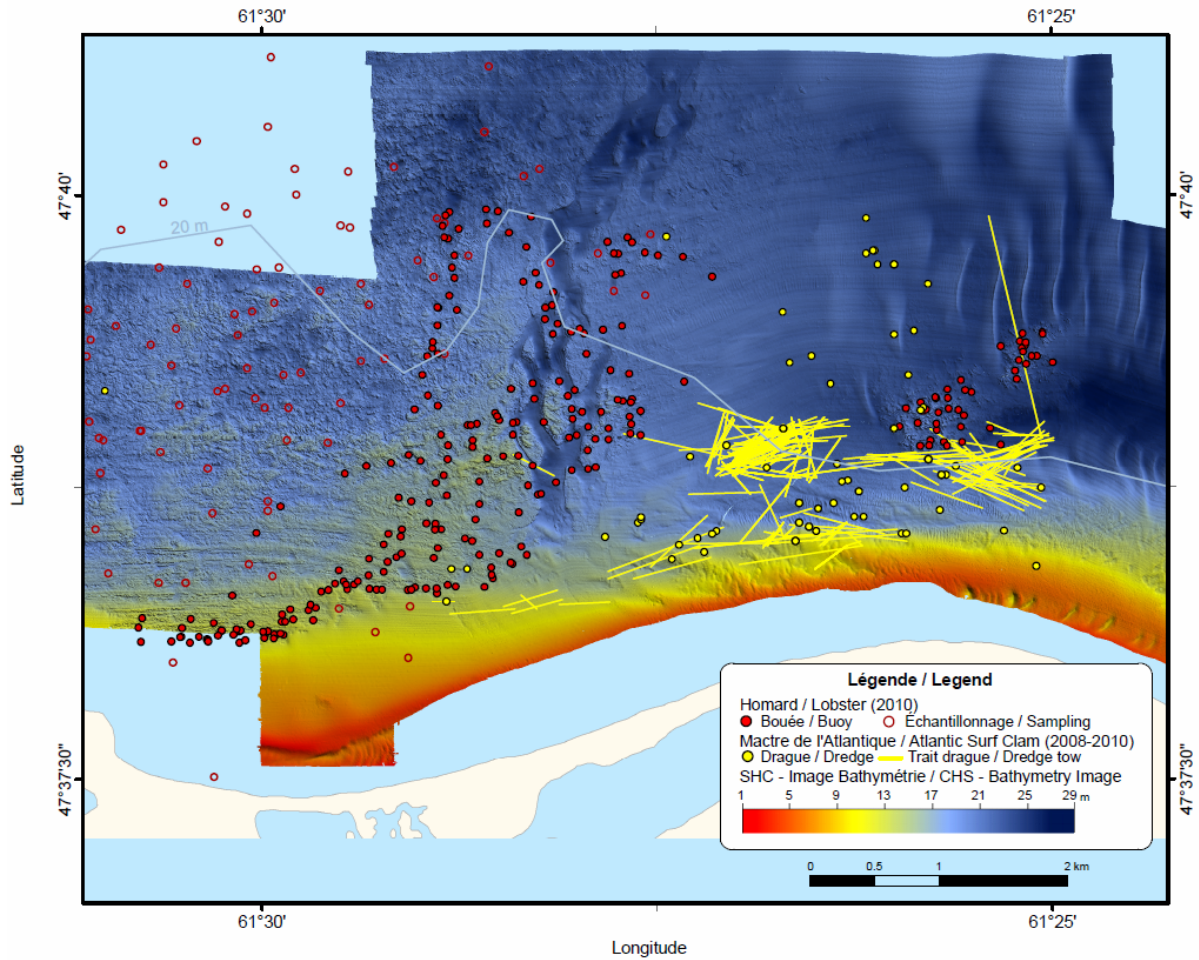 61°30' 61°25'
47°40' 47°40'
20 m
Latitude
Légende / Legend
Homard / Lobster (2010)
Bouée / Buoy Échantillonnage / Sampling
Mactre de l'Atlantique / Atlantic Surf Clam (2008-2010)
Drague / Dredge Trait drague / Dredge tow
SHC - Image Bathymétrie / CHS - Bathymetry Image
1 5 9 13 17 21 25 29 m
47°37'30" 47°37'30"
0 0.5 1 2 km
61°30' 61°25'
Longitude